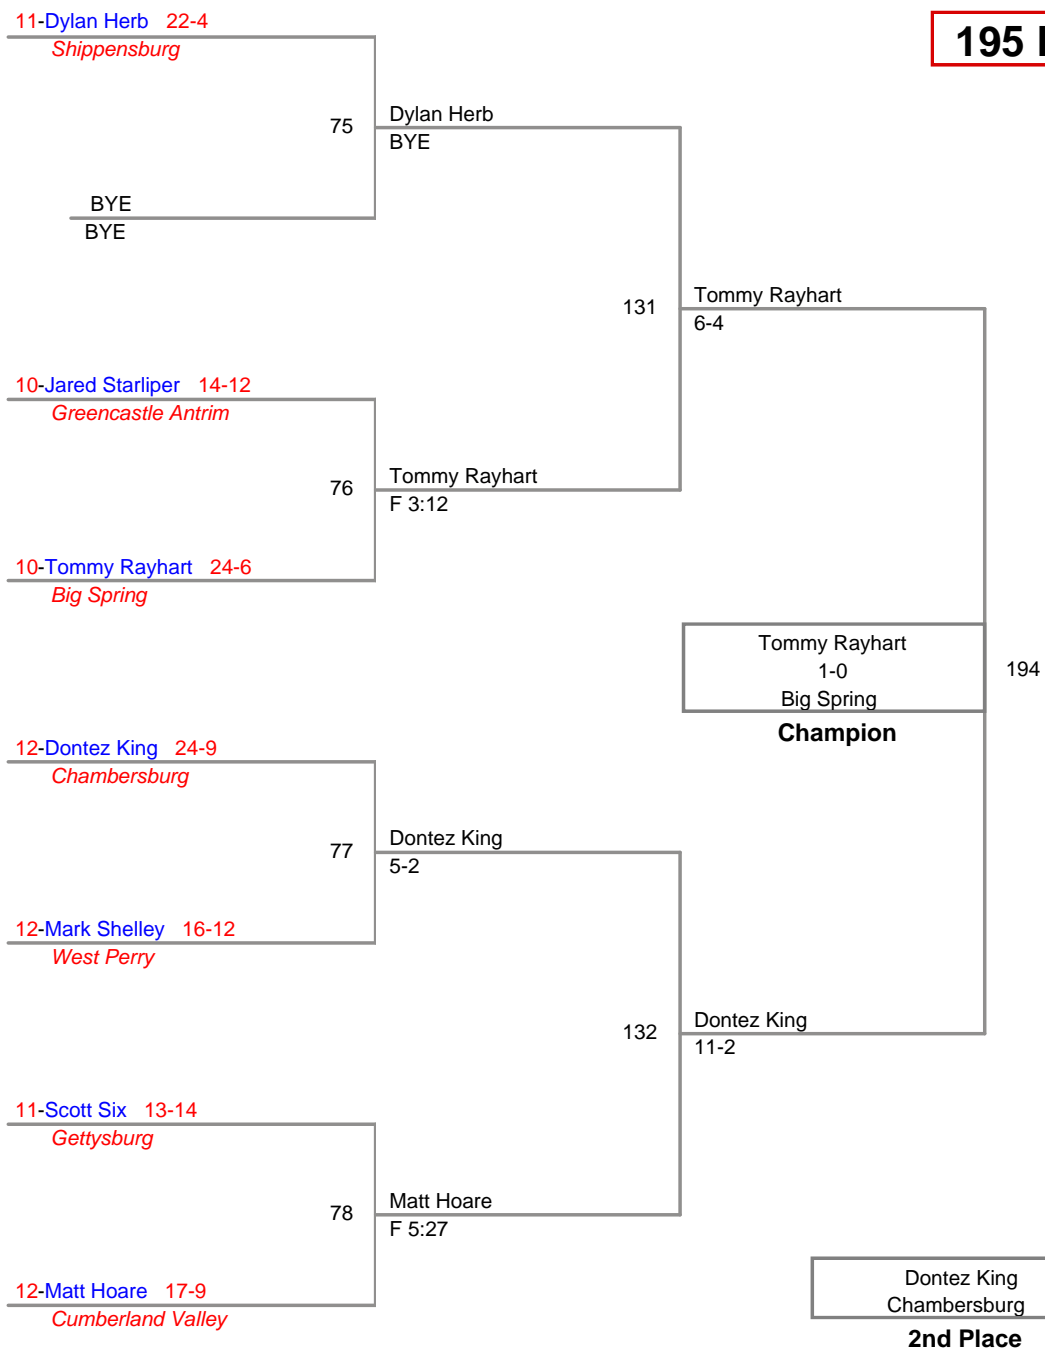 11-Dylan Herb 22-4
Shippensburg
195
75
Dylan Herb
BYE
BYE
BYE
131
Tommy Rayhart
6-4
10-Jared Starliper 14-12
Greencastle Antrim
76
Tommy Rayhart
F 3:12
10-Tommy Rayhart 24-6
Big Spring
Tommy Rayhart
1-0
Big Spring
194
Champion
12-Dontez King 24-9
Chambersburg
77
Dontez King
5-2
12-Mark Shelley 16-12
West Perry
132
Dontez King
11-2
11-Scott Six 13-14
Gettysburg
78
Matt Hoare
F 5:27
12-Matt Hoare 17-9
Cumberland Valley
Dontez King
Chambersburg
2nd Place